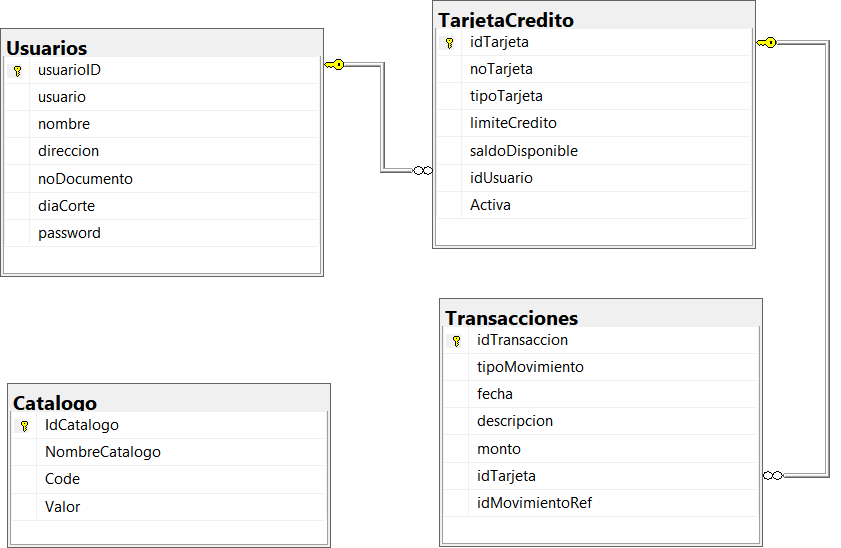 Usuarios
usuarioID
usuario
nombre
direccion
noDocumento
diaCorte
password
TarjetaCredito
idTarjeta
noTarjeta
tipoTarjeta
limiteCredito
saldoDisponible
idUsuario
Activa
Catalogo
IdCatalogo
NombreCatalogo
Code
Valor
Transacciones
idTransaccion
tipoMovimiento
fecha
descripcion
monto
idTarjeta
idMovimientoRef